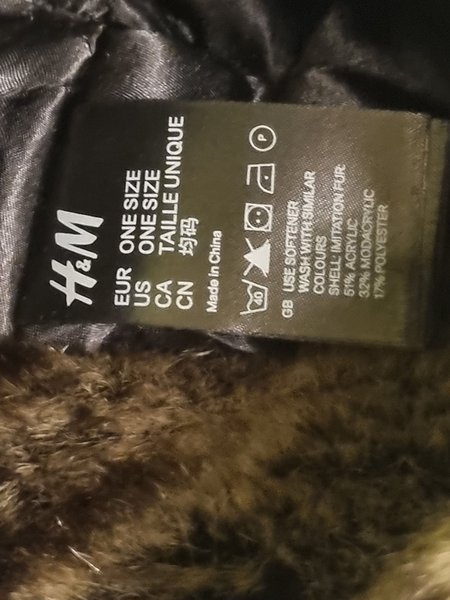 H&M
EUR ONE SIZE
US ONE SIZE
CA TAILLE UNIQUE
CN 均码
Made in China
40
P
GB USE SOFTENER
WASH WITH SIMILAR
COLOURS
SHELL: IMITATION FUR:
51% ACRYLIC
32% MODACRYLIC
17% POLYESTER